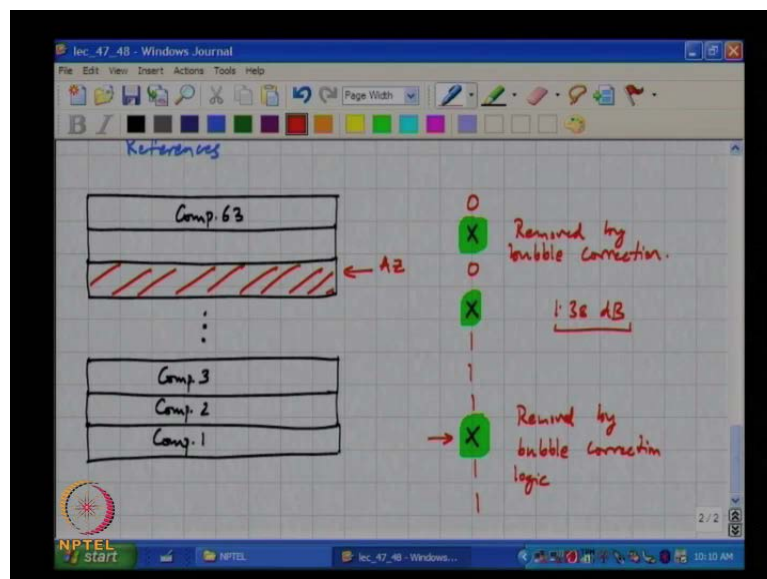 lec_47_48 - Windows Journal
File Edit View Insert Actions Tools Help
Page Width
B I
References
Comp. 63
← AZ
⋮
Comp. 3
Comp. 2
Comp. 1
0
X
0
X
1
1
1
→ X
1
1
Removed by
bubble correction.
1.38 dB
Removed by
bubble correction
logic
2 / 2
NPTEL
start
NPTEL
lec_47_48 - Windows...
10:10 AM